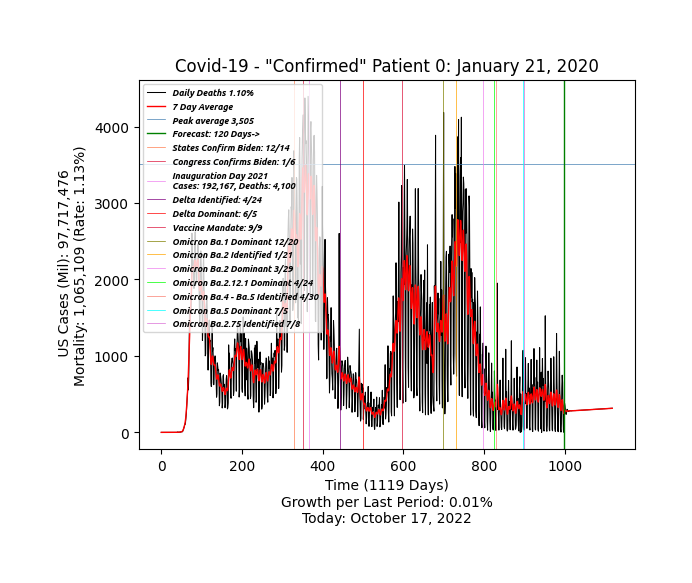 Covid-19 - "Confirmed" Patient 0: January 21, 2020
Daily Deaths 1.10%
7 Day Average
Peak average 3,505
Forecast: 120 Days->
States Confirm Biden: 12/14
Congress Confirms Biden: 1/6
Inauguration Day 2021
Cases: 192,167, Deaths: 4,100
Delta Identified: 4/24
Delta Dominant: 6/5
Vaccine Mandate: 9/9
Omicron Ba.1 Dominant 12/20
Omicron Ba.2 Identified 1/21
Omicron Ba.2 Dominant 3/29
Omicron Ba.2.12.1 Dominant 4/24
Omicron Ba.4 - Ba.5 Identified 4/30
Omicron Ba.5 Dominant 7/5
Omicron Ba.2.75 Identified 7/8
US Cases (Mil): 97,717,476
Mortality: 1,065,109 (Rate: 1.13%)
4000
3000
2000
1000
0
0 200 400 600 800 1000
Time (1119 Days)
Growth per Last Period: 0.01%
Today: October 17, 2022